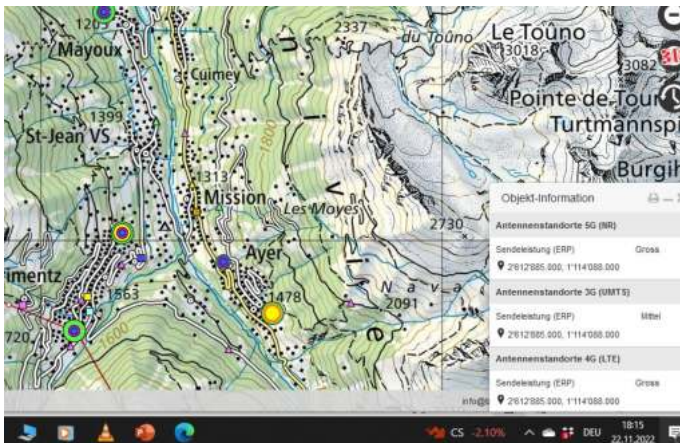 1205
2337
du Toûno
Le Toûno
3018
3082
Mayoux
Cuimey
1399
1800
St-Jean VS
1313
Mission
Les Moyes
2730
Ayer
imentz
1563
478
2091
N a v a
720
1600
n
i
v
i
e
Pointe de Tour
Turtmannspi
Burgih
Objekt-Information
Antennenstandorte 5G (NR)
Sendeleistung (ERP) Gross
2'612'885.000, 1'114'088.000
Antennenstandorte 3G (UMTS)
Sendeleistung (ERP) Mittel
2'612'885.000, 1'114'088.000
Antennenstandorte 4G (LTE)
Sendeleistung (ERP) Gross
2'612'885.000, 1'114'088.000
CS -2.10%
DEU
18:15
22.11.2022